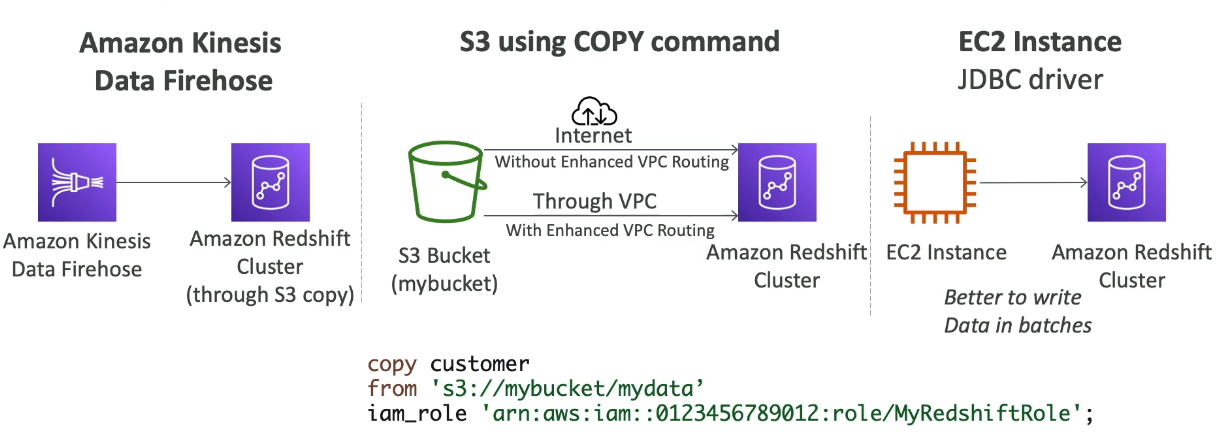 Amazon Kinesis
Data Firehose
Amazon Kinesis
Data Firehose
Amazon Redshift
Cluster
(through S3 copy)
S3 using COPY command
Internet
Without Enhanced VPC Routing
Through VPC
With Enhanced VPC Routing
S3 Bucket
(mybucket)
Amazon Redshift
Cluster
EC2 Instance
JDBC driver
EC2 Instance
Amazon Redshift
Cluster
Better to write
Data in batches
copy customer
from 's3://mybucket/mydata’
iam_role 'arn:aws:iam::0123456789012:role/MyRedshiftRole';